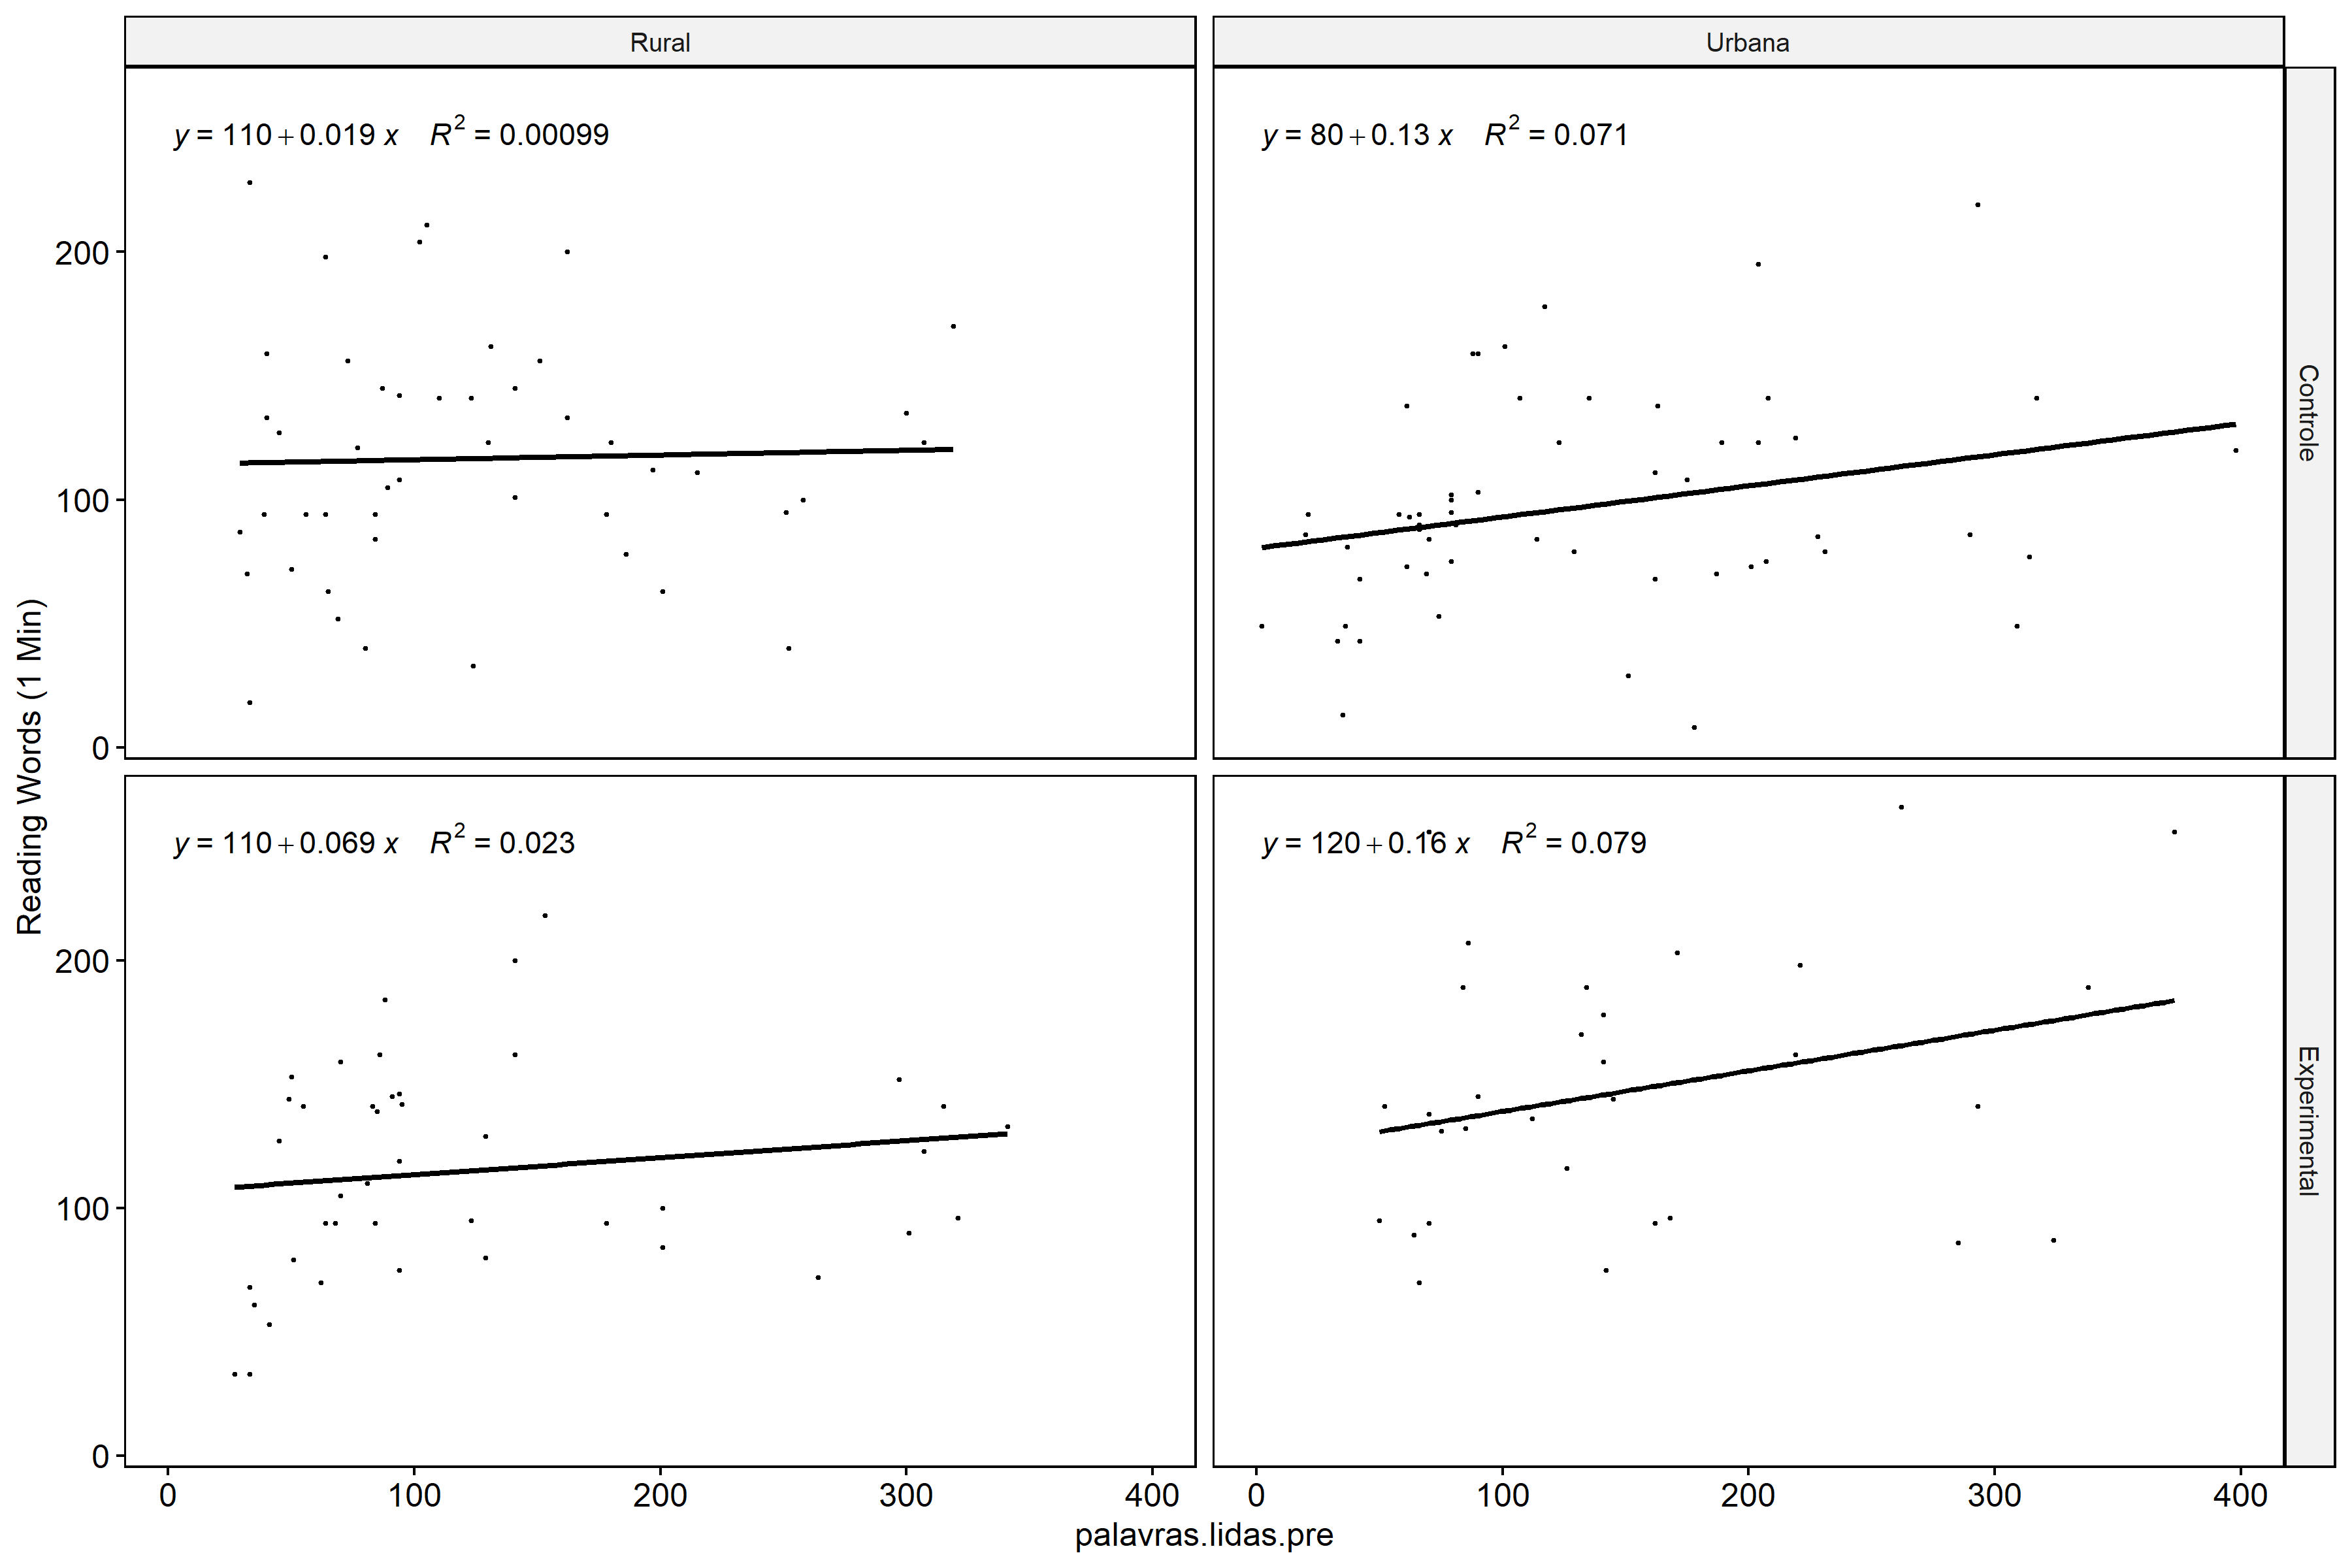 Rural
Urbana
y = 110 + 0.019 x R² = 0.00099
y = 80 + 0.13 x R² = 0.071
200
100
0
Controle
Reading Words (1 Min)
y = 110 + 0.069 x R² = 0.023
y = 120 + 0.16 x R² = 0.079
200
100
0
Experimental
0 100 200 300 400
0 100 200 300 400
palavras.lidas.pre